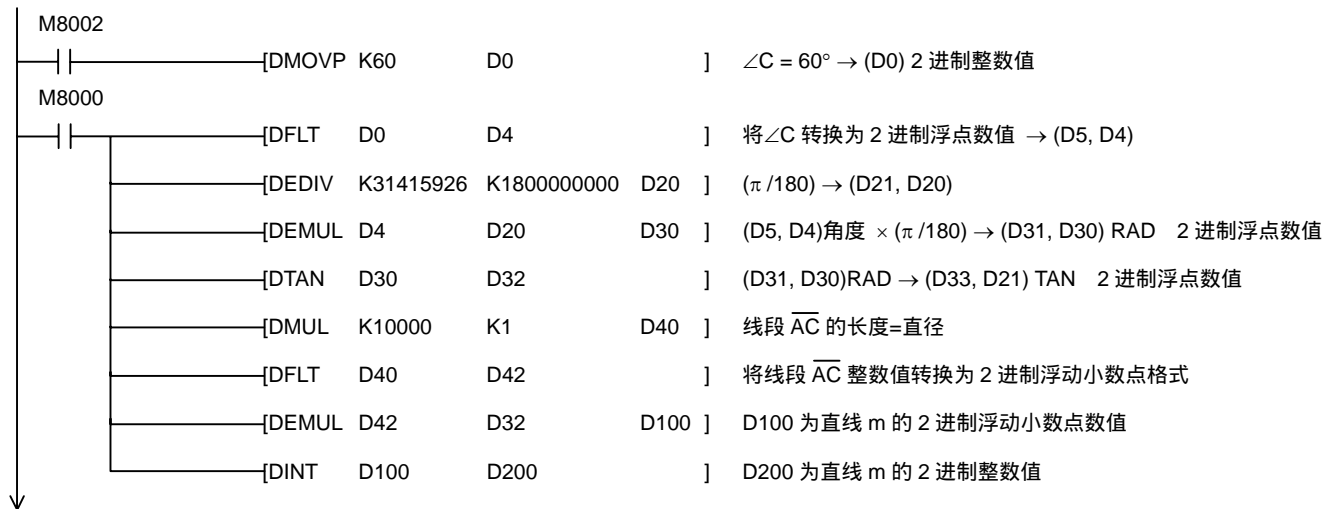 M8002
[DMOVP K60 D0 ] ∠C = 60° → (D0) 2 进制整数值
M8000
[DFLT D0 D4 ] 将∠C 转换为 2 进制浮点数值 → (D5, D4)
[DEDIV K31415926 K1800000000 D20 ] (π /180) → (D21, D20)
[DEMUL D4 D20 D30 ] (D5, D4)角度 × (π /180) → (D31, D30) RAD 2 进制浮点数值
[DTAN D30 D32 ] (D31, D30)RAD → (D33, D21) TAN 2 进制浮点数值
[DMUL K10000 K1 D40 ] 线段 A̅C̅ 的长度=直径
[DFLT D40 D42 ] 将线段 A̅C̅ 整数值转换为 2 进制浮动小数点格式
[DEMUL D42 D32 D100 ] D100 为直线 m 的 2 进制浮动小数点数值
[DINT D100 D200 ] D200 为直线 m 的 2 进制整数值